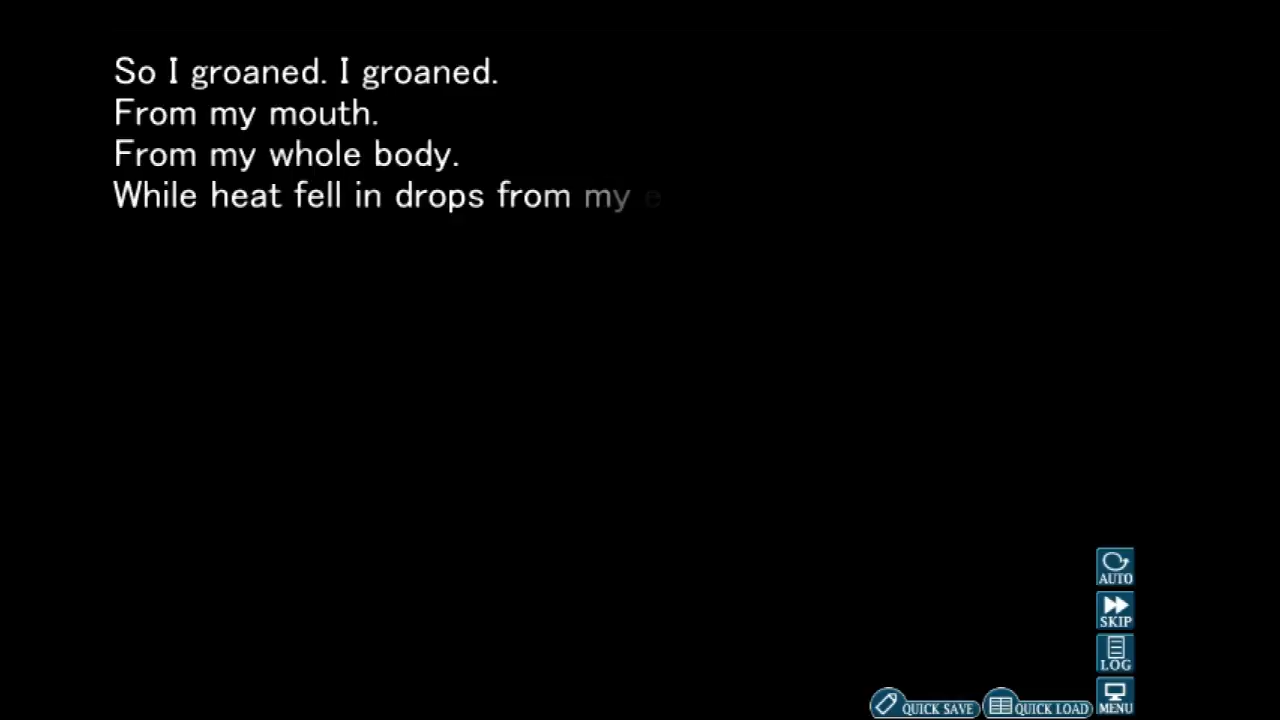 So I groaned. I groaned.
From my mouth.
From my whole body.
While heat fell in drops from my e
AUTO
SKIP
LOG
MENU
QUICK SAVE
QUICK LOAD